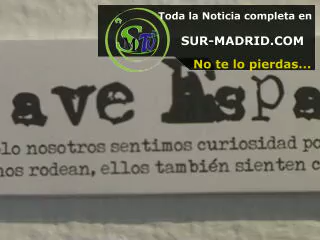 Toda la Noticia completa en
SUR-MADRID.COM
No te lo pierdas...
ave Espa
lo nosotros sentimos curiosidad po
nos rodean, ellos también sienten c